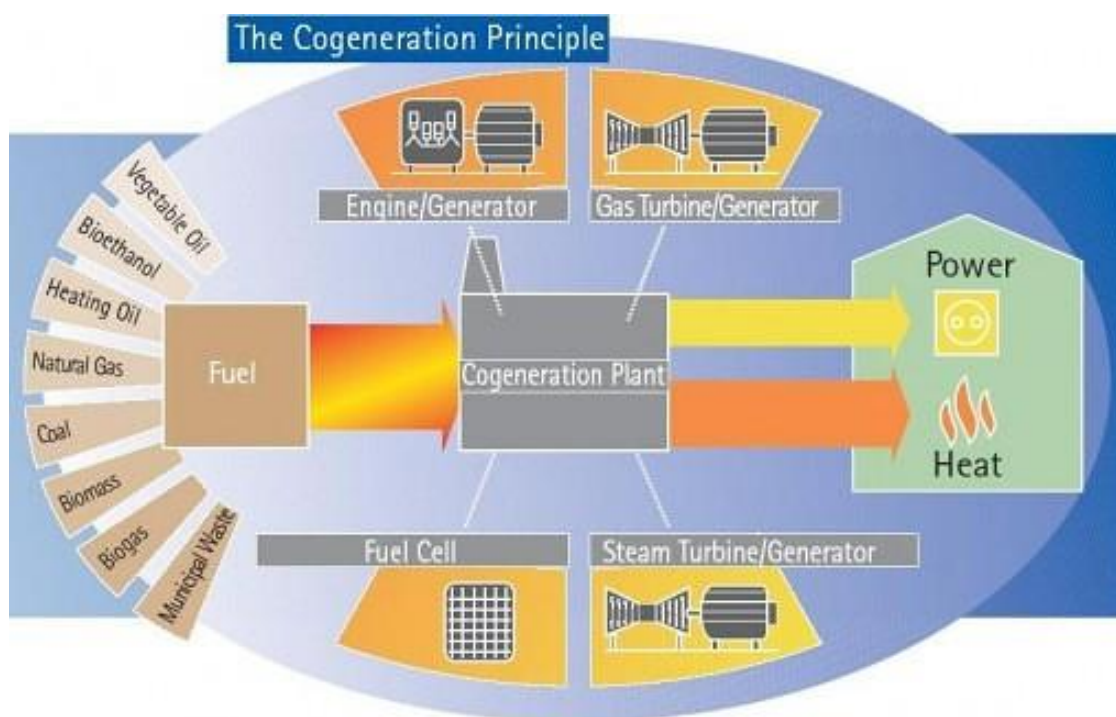 The Cogeneration Principle
Engine/Generator
Gas Turbine/Generator
Vegetable Oil
Bioethanol
Heating Oil
Natural Gas
Coal
Biomass
Biogas
Municipal Waste
Fuel
Cogeneration Plant
Power
Heat
Fuel Cell
Steam Turbine/Generator